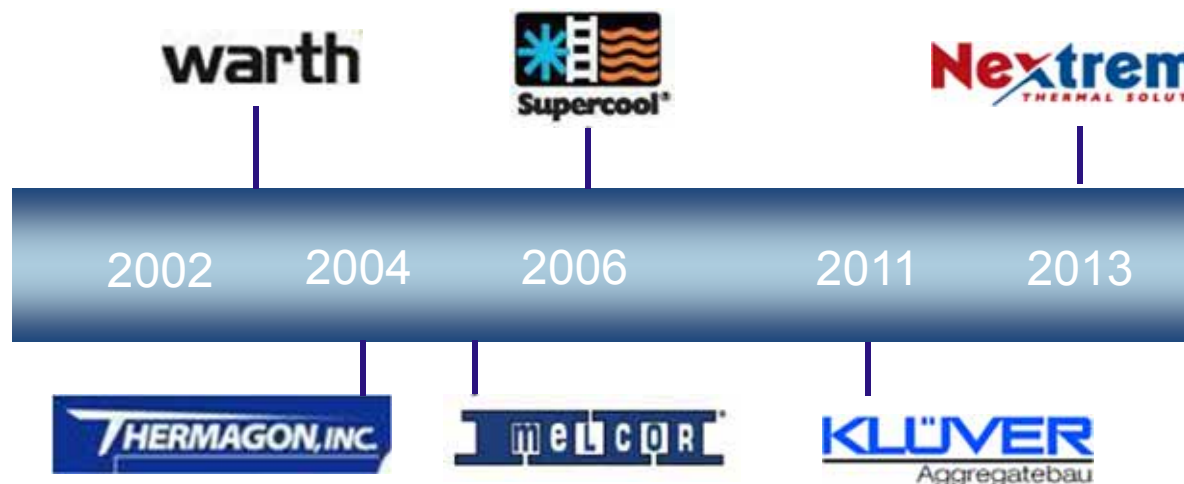 warth
Supercool®
Nextrem
THERMAL SOLUT
2002 2004 2006 2011 2013
THERMAGON, INC.
meLCOR
KLÜVER
Aggregatebau